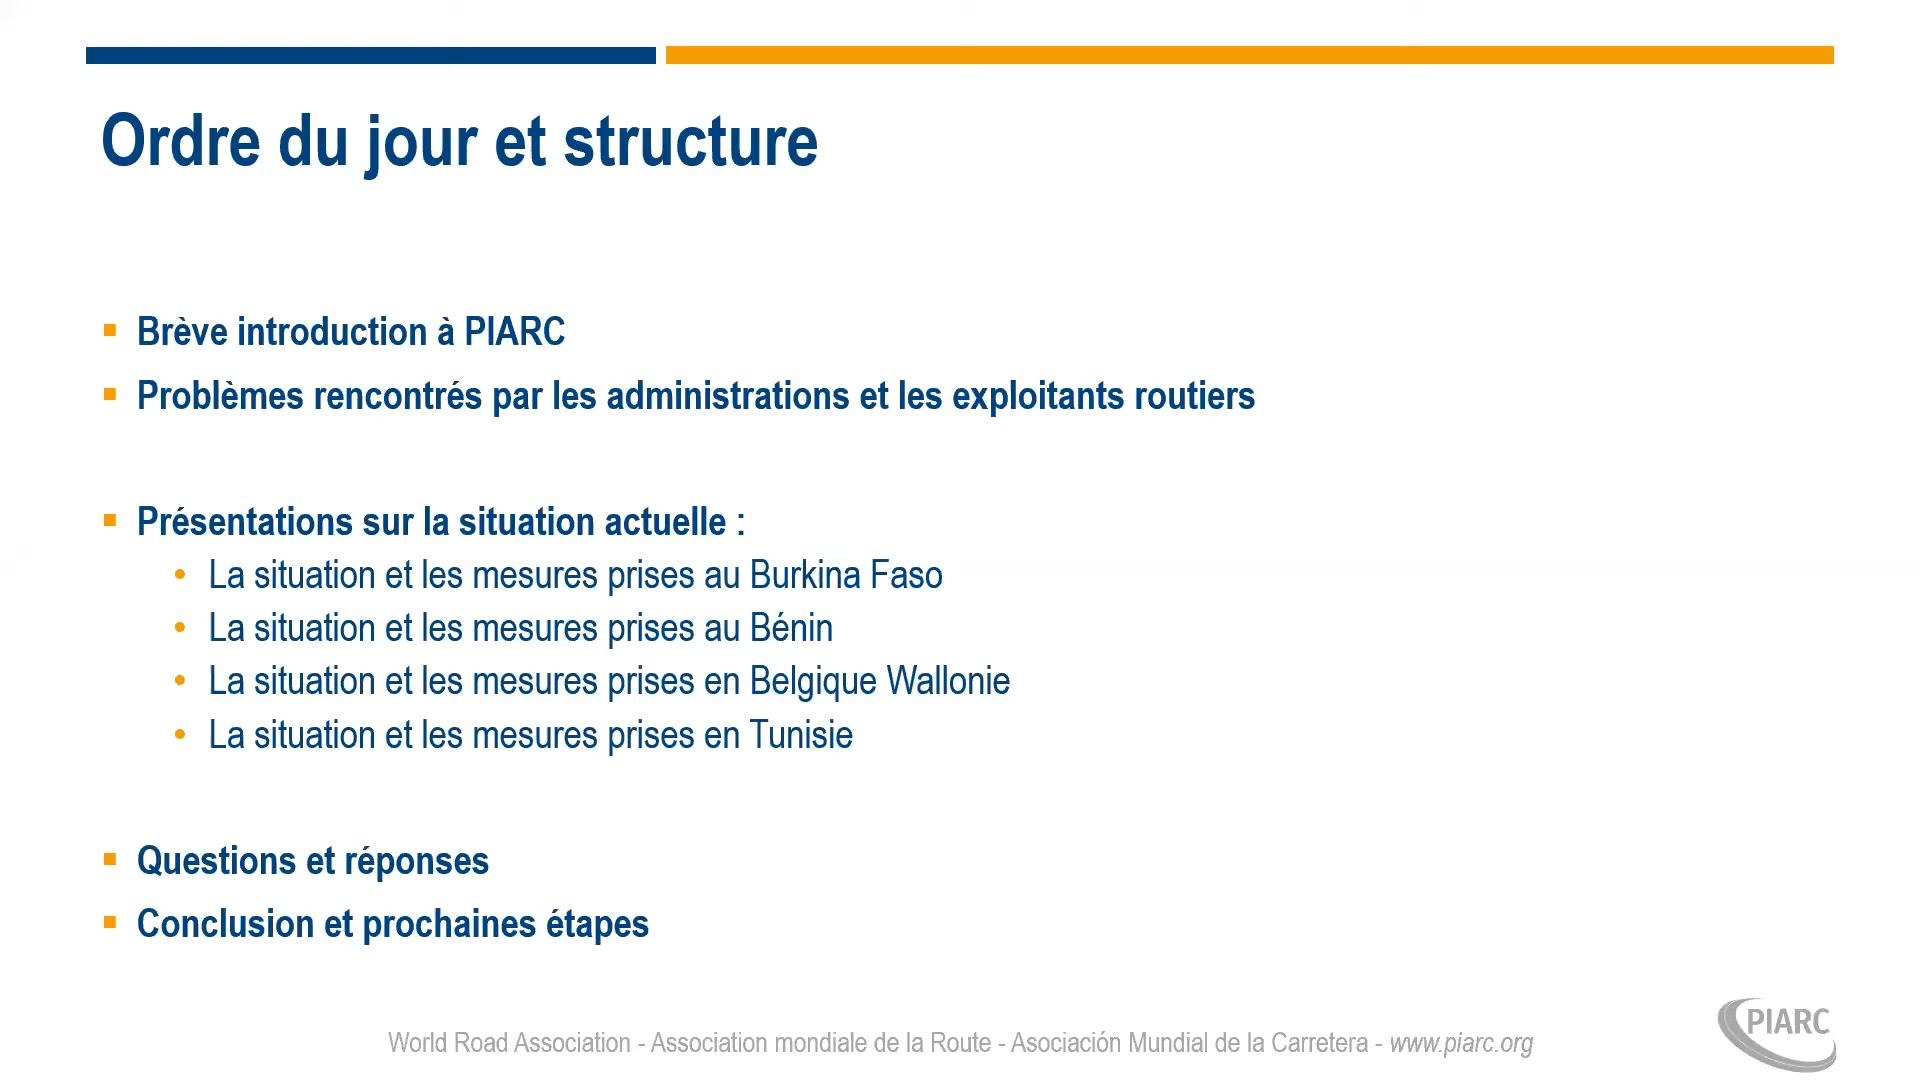 Ordre du jour et structure
Brève introduction à PIARC
Problèmes rencontrés par les administrations et les exploitants routiers
Présentations sur la situation actuelle :
La situation et les mesures prises au Burkina Faso
La situation et les mesures prises au Bénin
La situation et les mesures prises en Belgique Wallonie
La situation et les mesures prises en Tunisie
Questions et réponses
Conclusion et prochaines étapes
World Road Association - Association mondiale de la Route - Asociación Mundial de la Carretera - www.piarc.org
PIARC